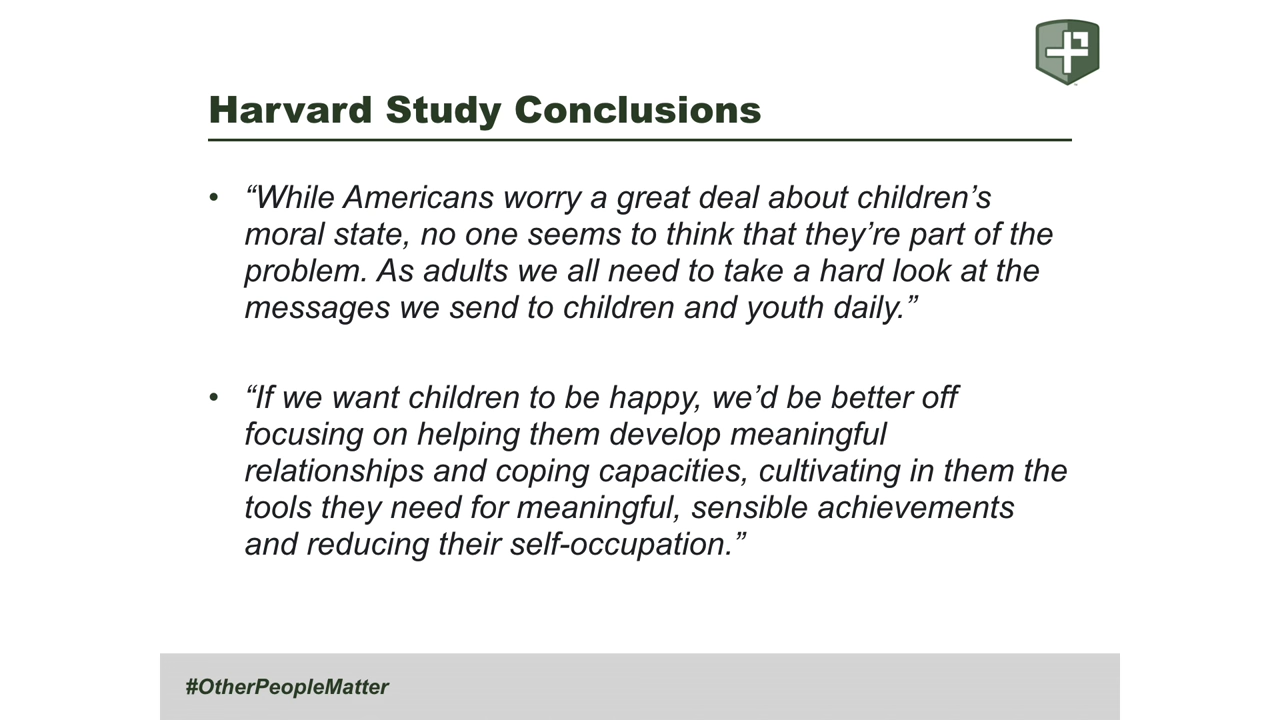 Harvard Study Conclusions
• “While Americans worry a great deal about children’s
moral state, no one seems to think that they’re part of the
problem. As adults we all need to take a hard look at the
messages we send to children and youth daily.”
• “If we want children to be happy, we’d be better off
focusing on helping them develop meaningful
relationships and coping capacities, cultivating in them the
tools they need for meaningful, sensible achievements
and reducing their self-occupation.”
#OtherPeopleMatter